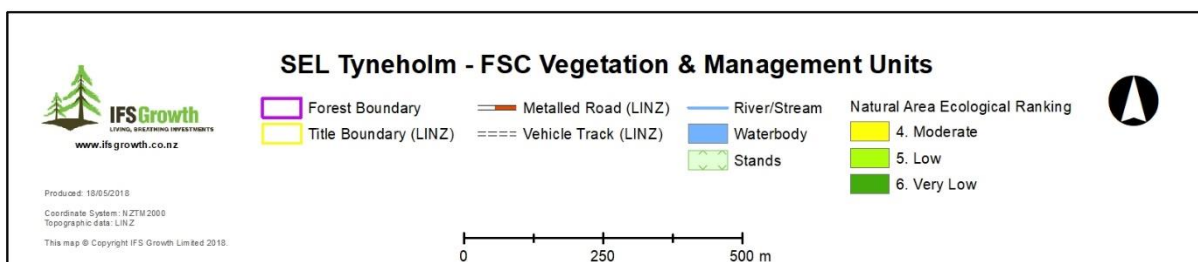 SEL Tyneholm - FSC Vegetation & Management Units
IFS Growth
LIVING, BREATHING INVESTMENTS
www.ifsgrowth.co.nz
Forest Boundary
Title Boundary (LINZ)
Metalled Road (LINZ)
Vehicle Track (LINZ)
River/Stream
Waterbody
Stands
Natural Area Ecological Ranking
4. Moderate
5. Low
6. Very Low
Produced: 18/05/2018
Coordinate System: NZTM2000
Topographic data: LINZ
This map © Copyright IFS Growth Limited 2018.
0 250 500 m